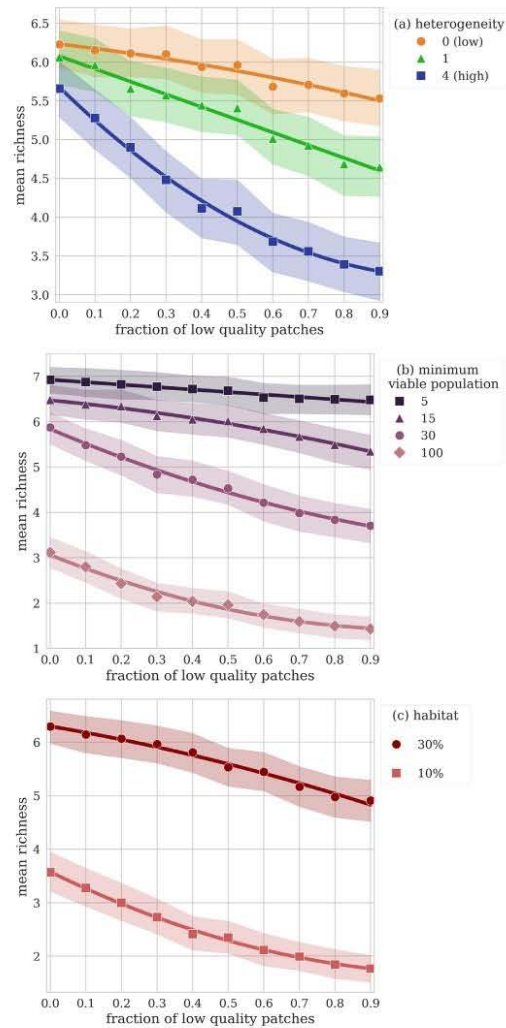 (a) heterogeneity
0 (low)
1
4 (high)
mean richness
6.5
6.0
5.5
5.0
4.5
4.0
3.5
3.0
0.0 0.1 0.2 0.3 0.4 0.5 0.6 0.7 0.8 0.9
fraction of low quality patches
(b) minimum
viable population
5
15
30
100
mean richness
7
6
5
4
3
2
1
0.0 0.1 0.2 0.3 0.4 0.5 0.6 0.7 0.8 0.9
fraction of low quality patches
(c) habitat
30%
10%
mean richness
6
5
4
3
2
0.0 0.1 0.2 0.3 0.4 0.5 0.6 0.7 0.8 0.9
fraction of low quality patches